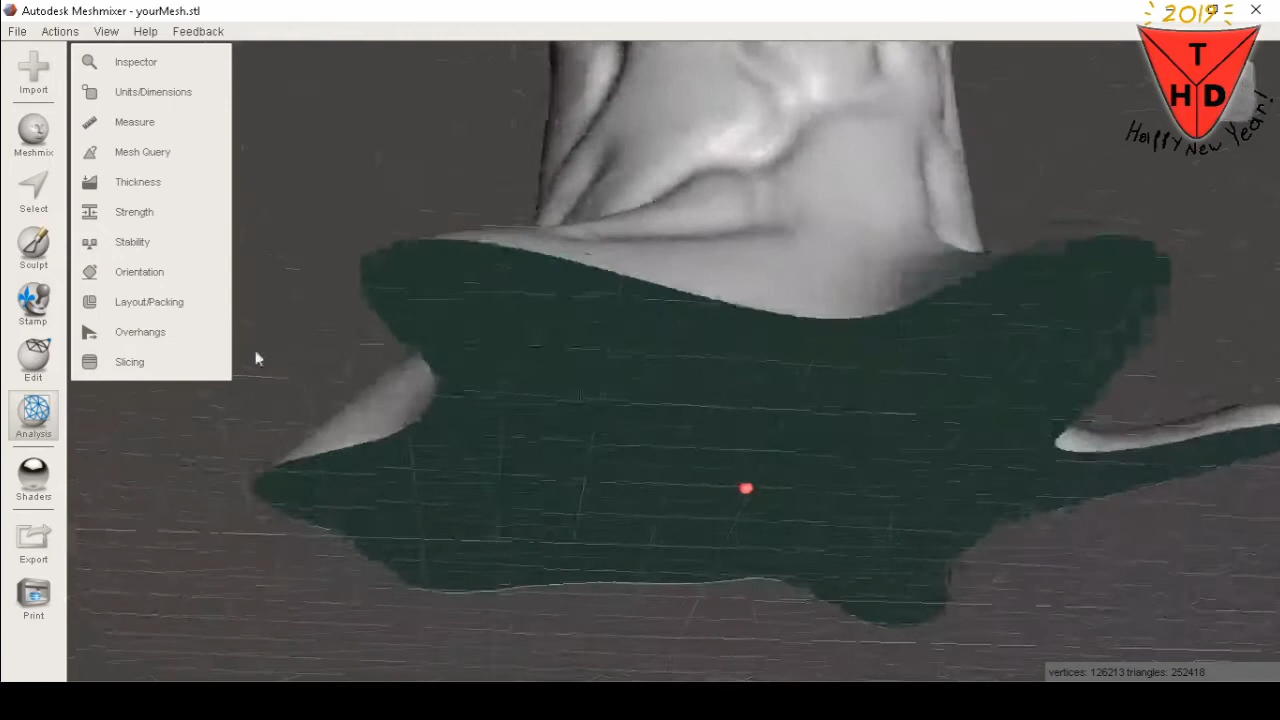 Autodesk Meshmixer - yourMesh.stl
2019
File Actions View Help Feedback
T
H D
Happy New Year!
Import
Meshmix
Select
Sculpt
Stamp
Edit
Analysis
Shaders
Export
Print
Inspector
Units/Dimensions
Measure
Mesh Query
Thickness
Strength
Stability
Orientation
Layout/Packing
Overhangs
Slicing
vertices: 126213 triangles: 252418